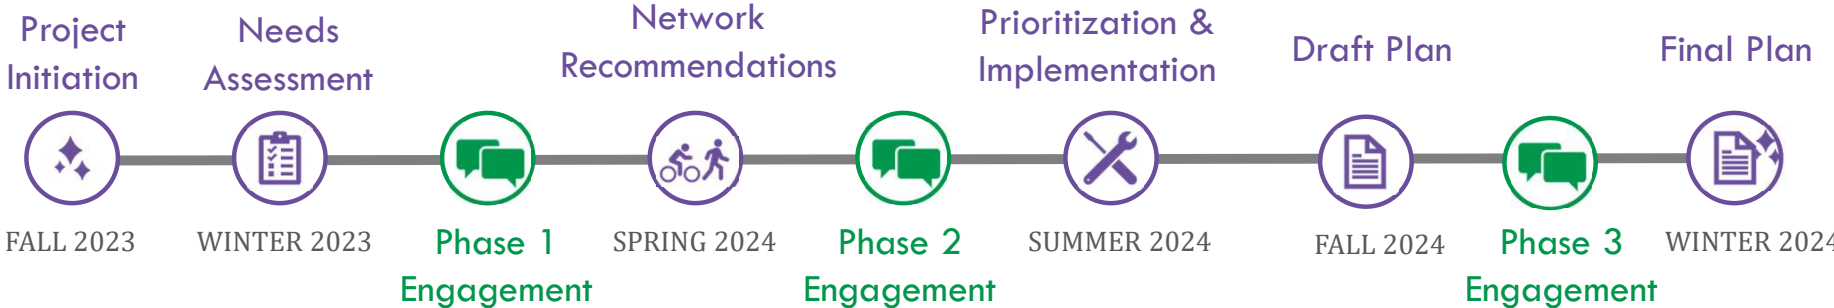 Project
Initiation
Needs
Assessment
Network
Recommendations
Prioritization &
Implementation
Draft Plan
Final Plan
FALL 2023
WINTER 2023
Phase 1
Engagement
SPRING 2024
Phase 2
Engagement
SUMMER 2024
FALL 2024
Phase 3
Engagement
WINTER 2024